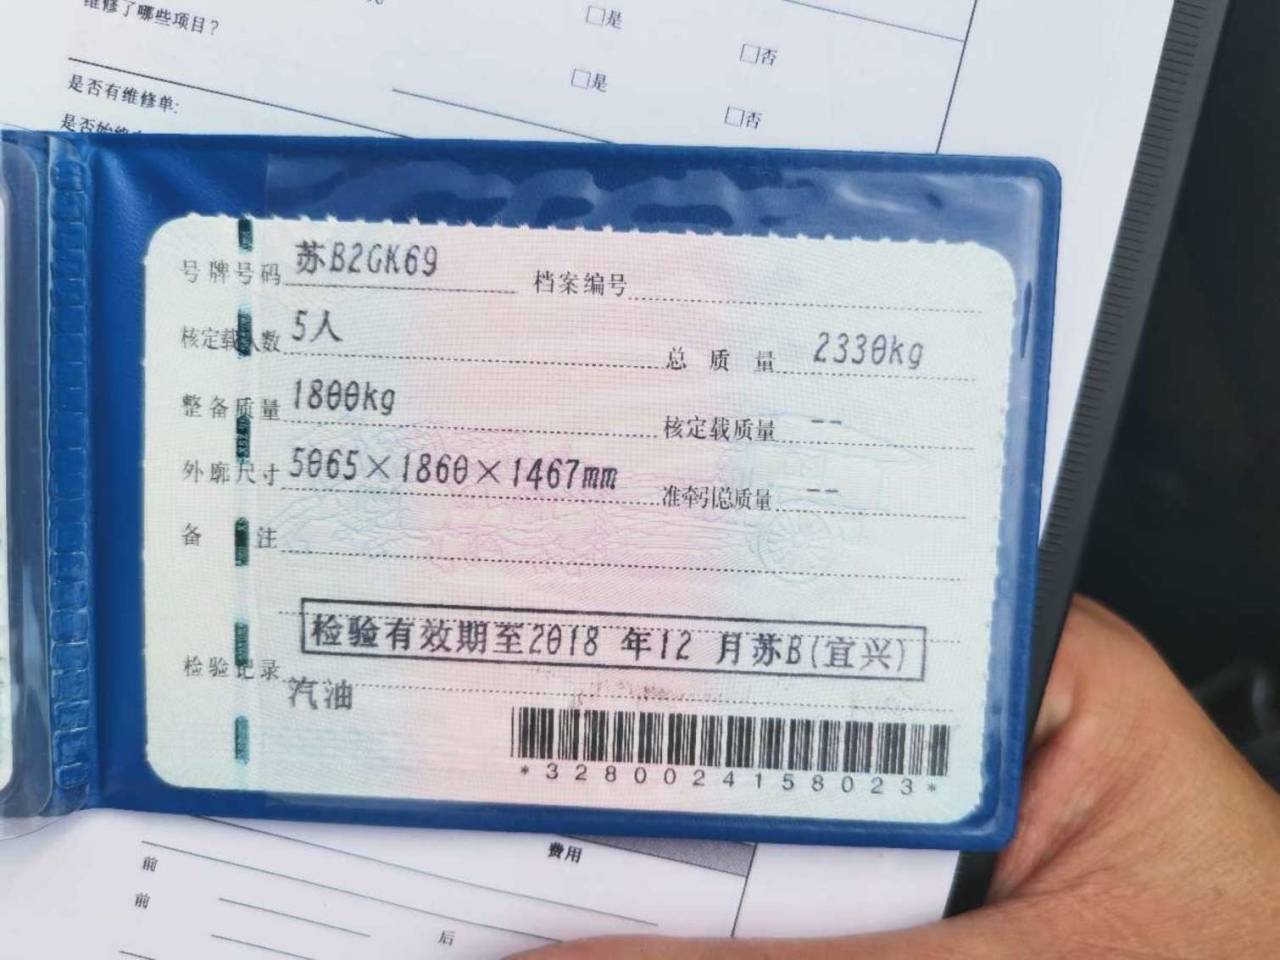 维修了哪些项目?
□是
□否
是否有维修单:
□是
□否
号牌号码 苏B2GK69 档案编号
核定载人数 5人 总质量 2330kg
整备质量 1800kg 核定载质量 --
外廓尺寸 5065×1860×1467mm 准牵引总质量 --
备注
检验有效期至2018 年12 月苏B(宜兴)
检验记录
汽油
*3280024158023*
费用
前
前
后